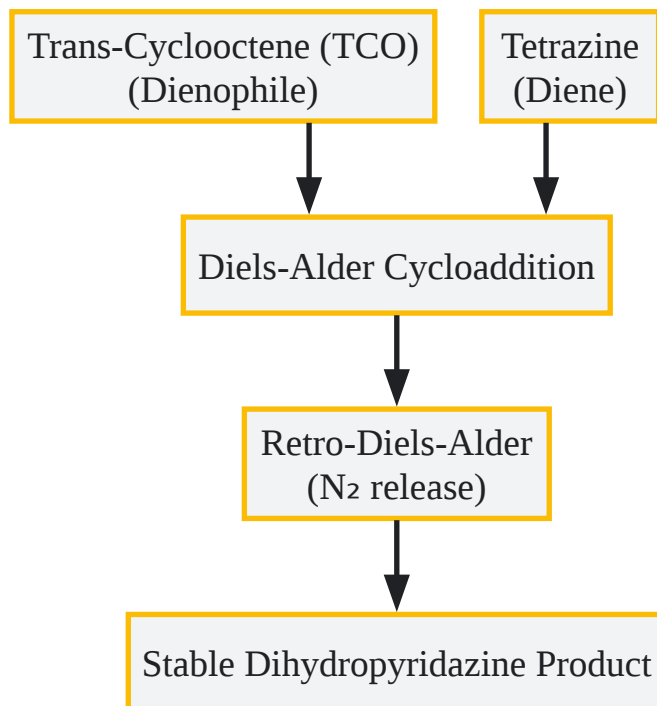 Trans-Cyclooctene (TCO)
(Dienophile)
Tetrazine
(Diene)
Diels-Alder Cycloaddition
Retro-Diels-Alder
(N₂ release)
Stable Dihydropyridazine Product